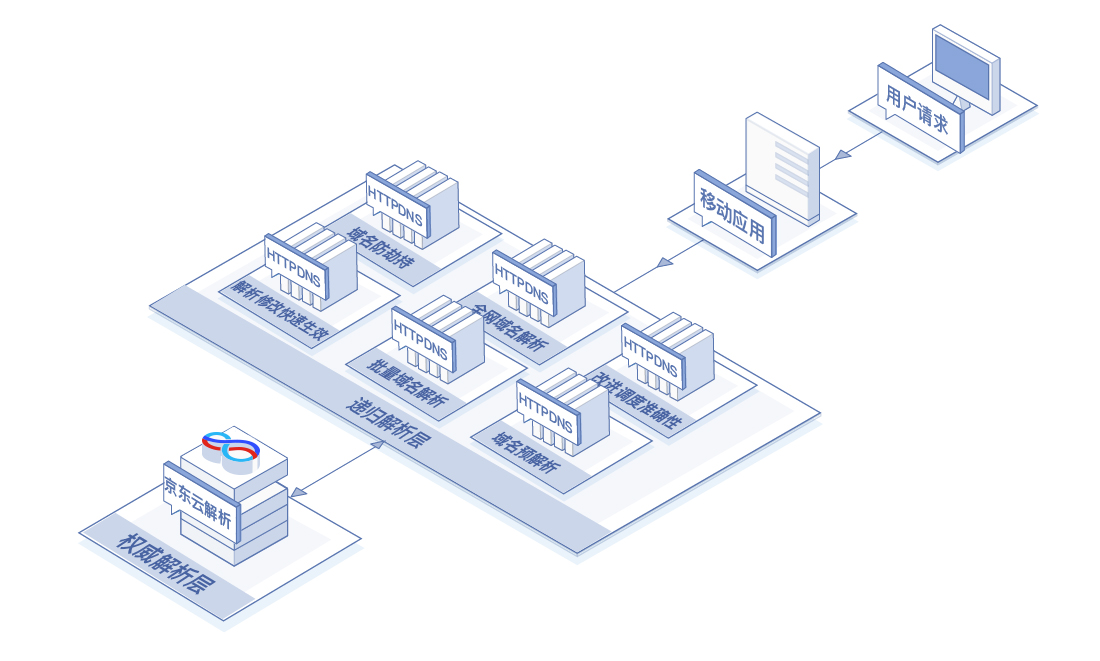 用户请求
移动应用
HTTPDNS
域名防劫持
HTTPDNS
解析修改快速生效
HTTPDNS
全网域名解析
HTTPDNS
批量域名解析
HTTPDNS
改进调度准确性
HTTPDNS
域名预解析
递归解析层
京东云解析
权威解析层